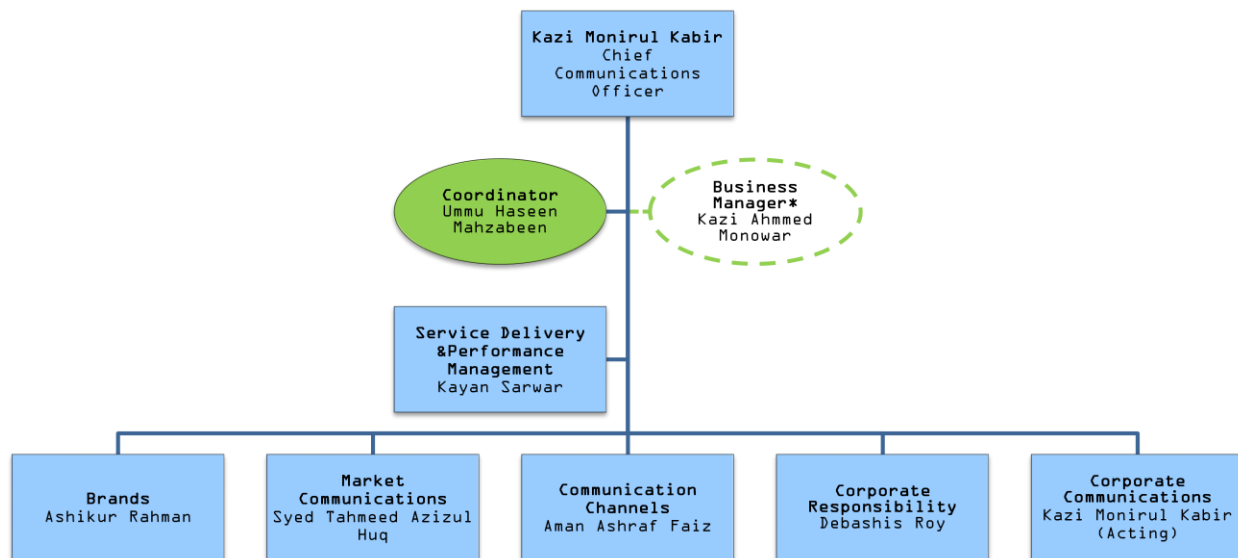 Kazi Monirul Kabir
Chief
Communications
Officer
Coordinator
Ummu Haseen
Mahzabeen
Business
Manager*
Kazi Ahmmed
Monowar
Service Delivery
&Performance
Management
Kayan Sarwar
Brands
Ashikur Rahman
Market
Communications
Syed Tahmeed Azizul
Huq
Communication
Channels
Aman Ashraf Faiz
Corporate
Responsibility
Debashis Roy
Corporate
Communications
Kazi Monirul Kabir
(Acting)